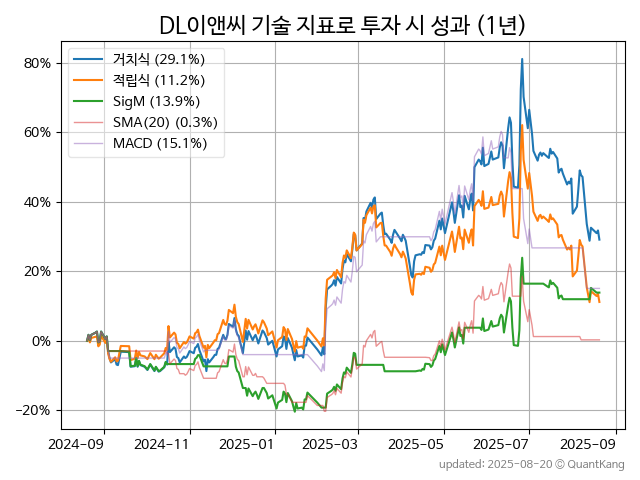 DL이앤씨 기술 지표로 투자 시 성과 (1년)
거치식 (29.1%)
적립식 (11.2%)
SigM (13.9%)
SMA(20) (0.3%)
MACD (15.1%)
80%
60%
40%
20%
0%
−20%
2024-09 2024-11 2025-01 2025-03 2025-05 2025-07 2025-09
updated: 2025-08-20 © QuantKang